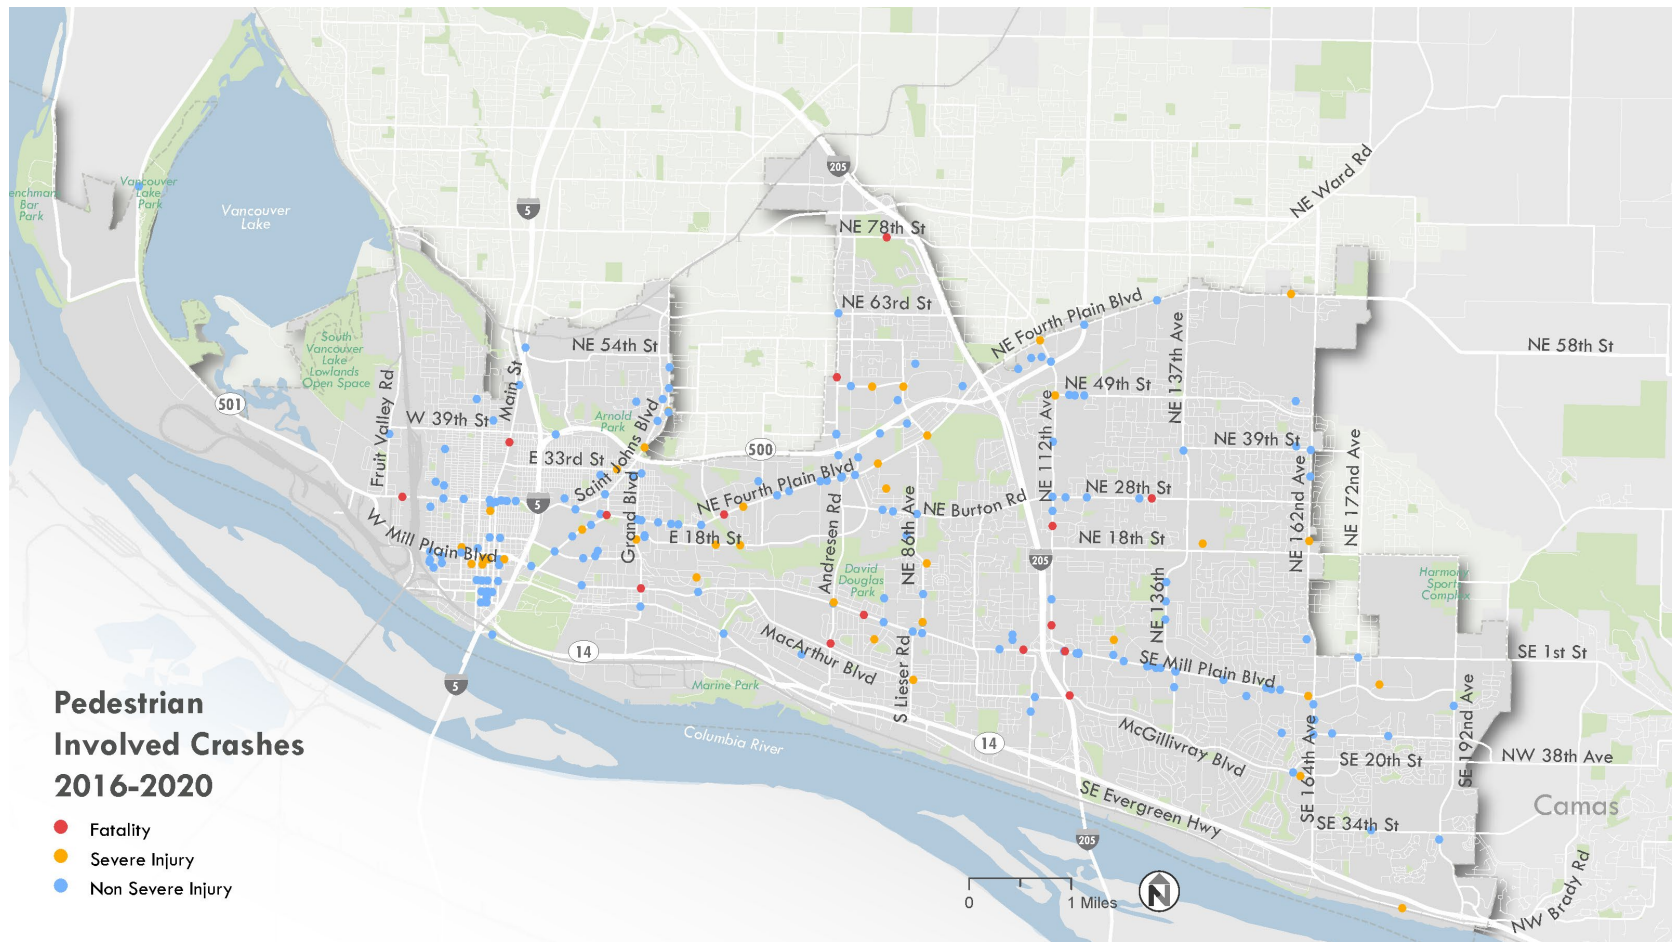 205
NE Ward Rd
enchman
Bar
Park
Vancouver
Lake
Park
Vancouver
Lake
5
NE 78th St
NE 63rd St
NE Fourth Plain Blvd
NE 137th Ave
NE 58th St
South
Vancouver
Lake
Lowlands
Open Space
NE 54th St
Main St
Fruit Valley Rd
501
W 39th St
Arnold
Park
NE 49th St
NE 112th Ave
NE 39th St
NE 172nd Ave
NE 162nd Ave
E 33rd St
Saint Johns Blvd
500
NE Fourth Plain Blvd
NE 28th St
5
Grand Blvd
Andresen Rd
NE 86th Ave
NE Burton Rd
W Mill Plain Blvd
E 18th St
NE 18th St
205
David
Douglas
Park
NE 136th
Harmony
Sports
Complex
14
MacArthur Blvd
S Lieser Rd
SE Mill Plain Blvd
SE 1st St
5
Marine Park
Columbia River
14
McGillivray Blvd
SE 164th Ave
SE 192nd Ave
SE 20th St
NW 38th Ave
Camas
SE Evergreen Hwy
SE 34th St
205
NW Brady Rd
Pedestrian
Involved Crashes
2016-2020
Fatality
Severe Injury
Non Severe Injury
0
1 Miles
N